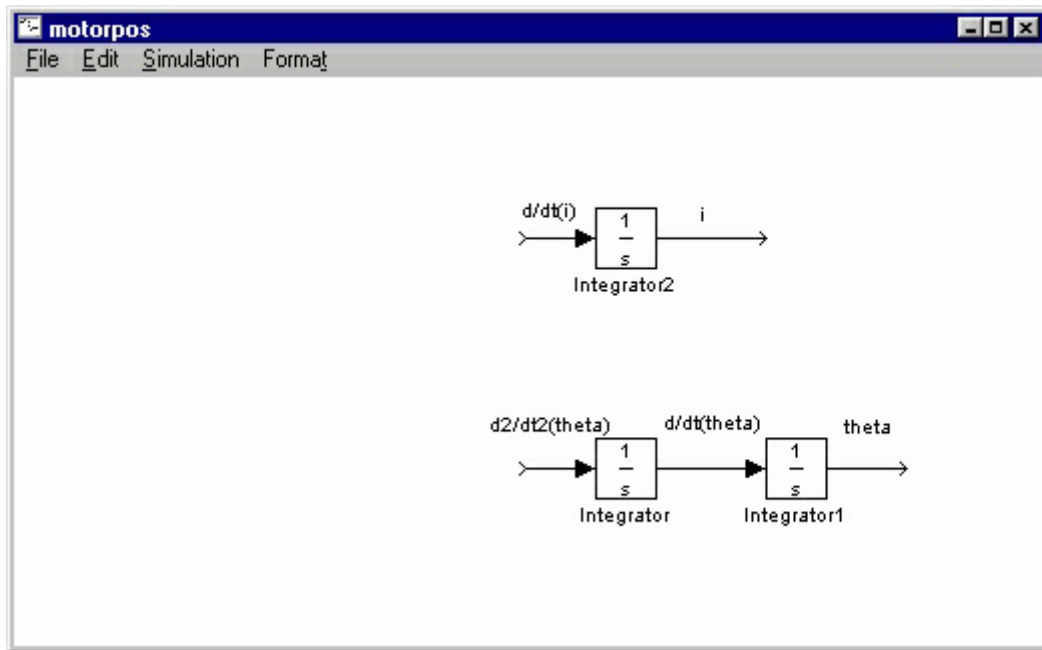 motorpos
File Edit Simulation Format
d/dt(i)
i
1
s
Integrator2
d2/dt2(theta) d/dt(theta) theta
1 1
s s
Integrator Integrator1